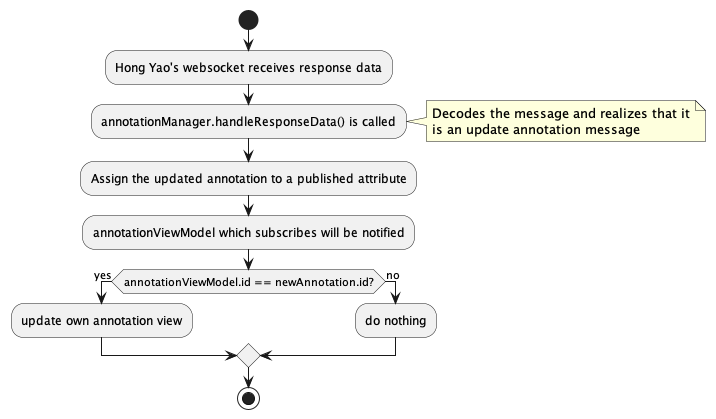 Hong Yao's websocket receives response data
annotationManager.handleResponseData() is called
Decodes the message and realizes that it
is an update annotation message
Assign the updated annotation to a published attribute
annotationViewModel which subscribes will be notified
yes
annotationViewModel.id == newAnnotation.id?
no
update own annotation view
do nothing